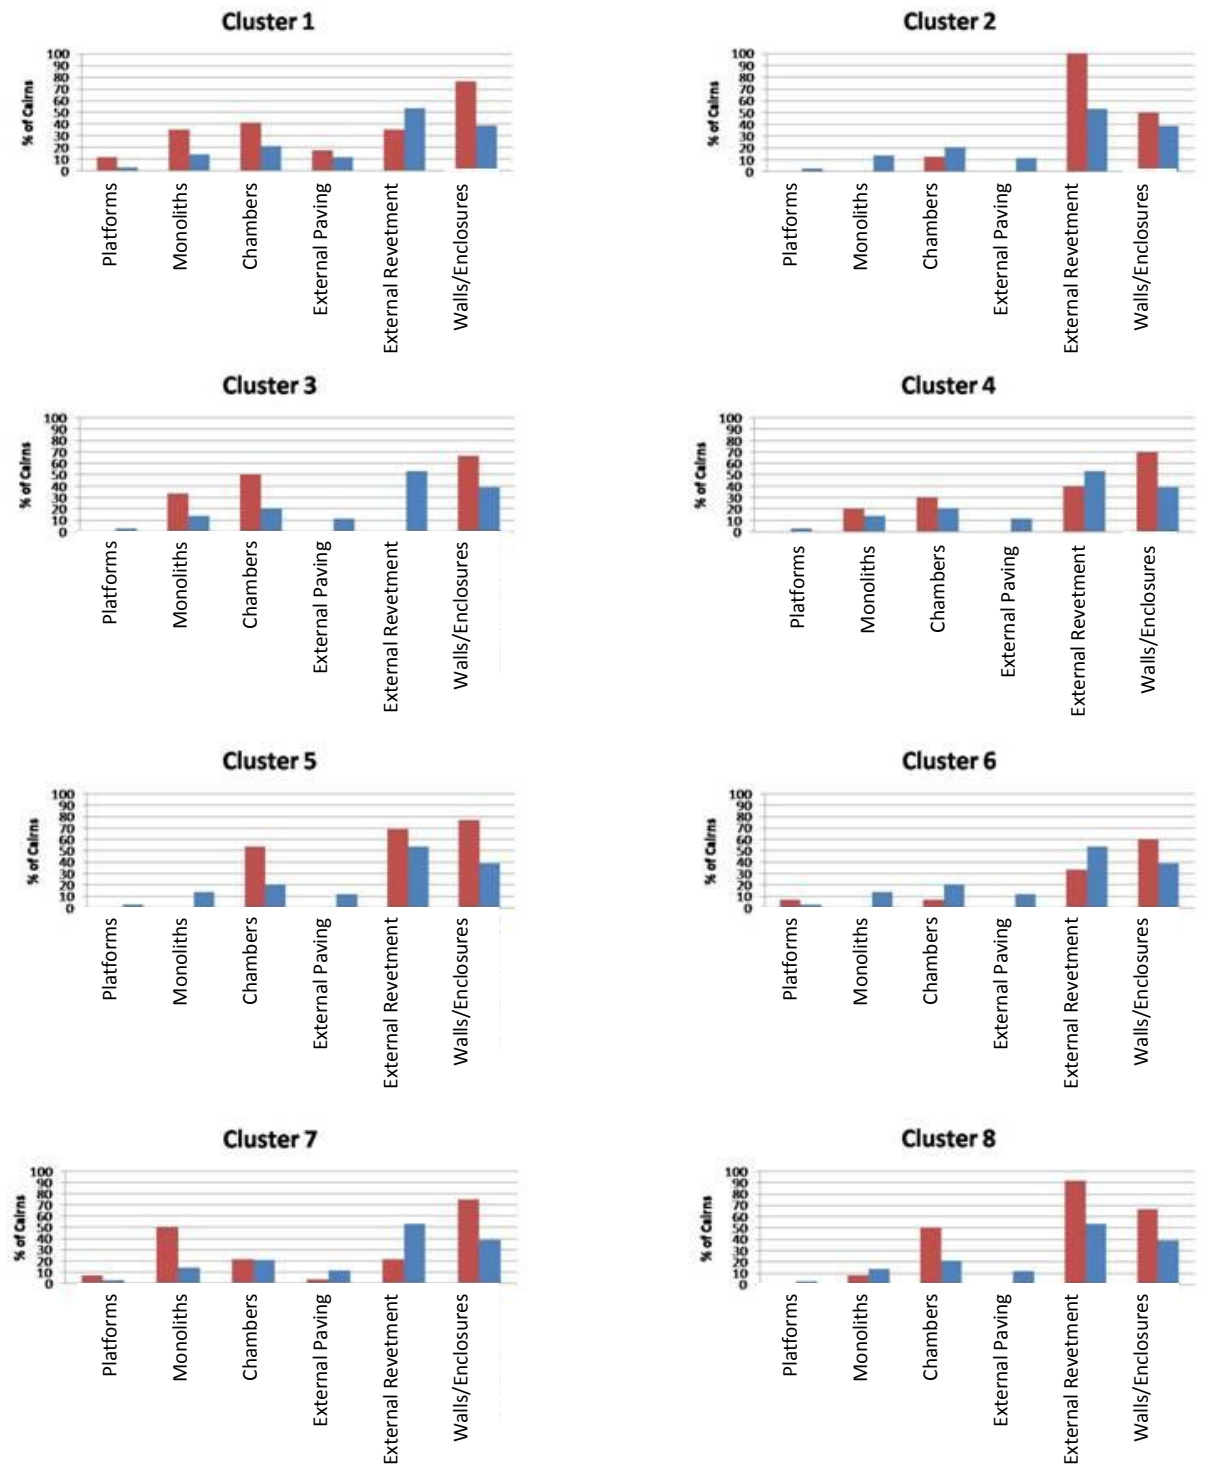 Cluster 1
% of Cairns
100
90
80
70
60
50
40
30
20
10
0
Platforms
Monoliths
Chambers
External Paving
External Revetment
Walls/Enclosures
Cluster 2
% of Cairns
100
90
80
70
60
50
40
30
20
10
0
Platforms
Monoliths
Chambers
External Paving
External Revetment
Walls/Enclosures
Cluster 3
% of Cairns
100
90
80
70
60
50
40
30
20
10
0
Platforms
Monoliths
Chambers
External Paving
External Revetment
Walls/Enclosures
Cluster 4
% of Cairns
100
90
80
70
60
50
40
30
20
10
0
Platforms
Monoliths
Chambers
External Paving
External Revetment
Walls/Enclosures
Cluster 5
% of Cairns
100
90
80
70
60
50
40
30
20
10
0
Platforms
Monoliths
Chambers
External Paving
External Revetment
Walls/Enclosures
Cluster 6
% of Cairns
100
90
80
70
60
50
40
30
20
10
0
Platforms
Monoliths
Chambers
External Paving
External Revetment
Walls/Enclosures
Cluster 7
% of Cairns
100
90
80
70
60
50
40
30
20
10
0
Platforms
Monoliths
Chambers
External Paving
External Revetment
Walls/Enclosures
Cluster 8
% of Cairns
100
90
80
70
60
50
40
30
20
10
0
Platforms
Monoliths
Chambers
External Paving
External Revetment
Walls/Enclosures